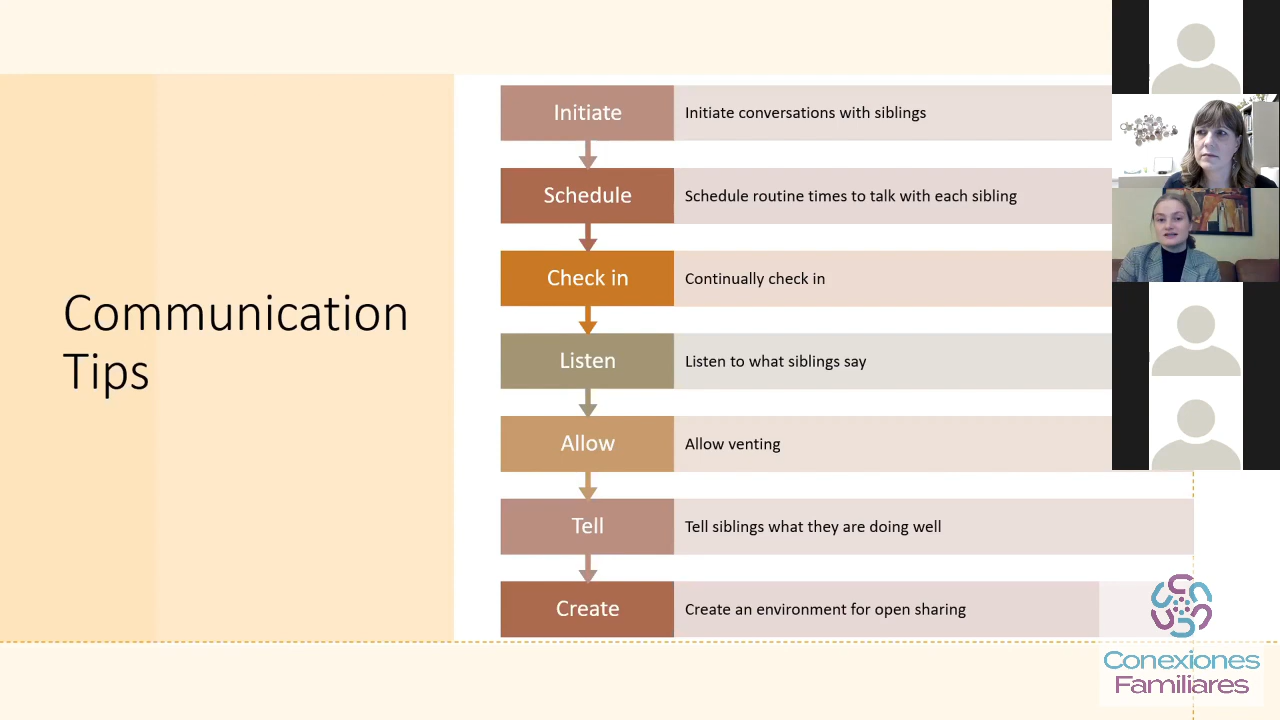 Communication
Tips
Initiate
Initiate conversations with siblings
Schedule
Schedule routine times to talk with each sibling
Check in
Continually check in
Listen
Listen to what siblings say
Allow
Allow venting
Tell
Tell siblings what they are doing well
Create
Create an environment for open sharing
Conexiones
Familiares